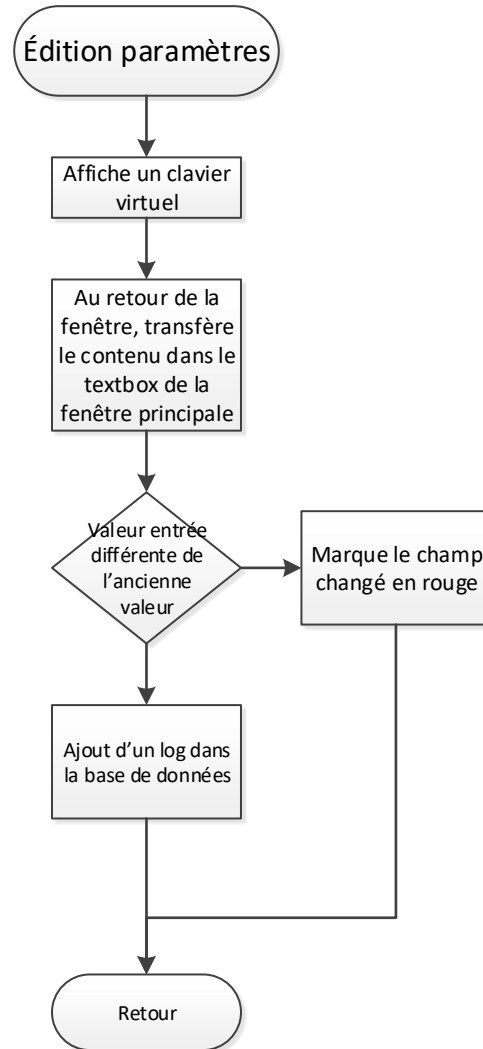 Édition paramètres
Affiche un clavier
virtuel
Au retour de la
fenêtre, transfère
le contenu dans le
textbox de la
fenêtre principale
Valeur entrée
différente de
l’ancienne
valeur
Marque le champ
changé en rouge
Ajout d’un log dans
la base de données
Retour